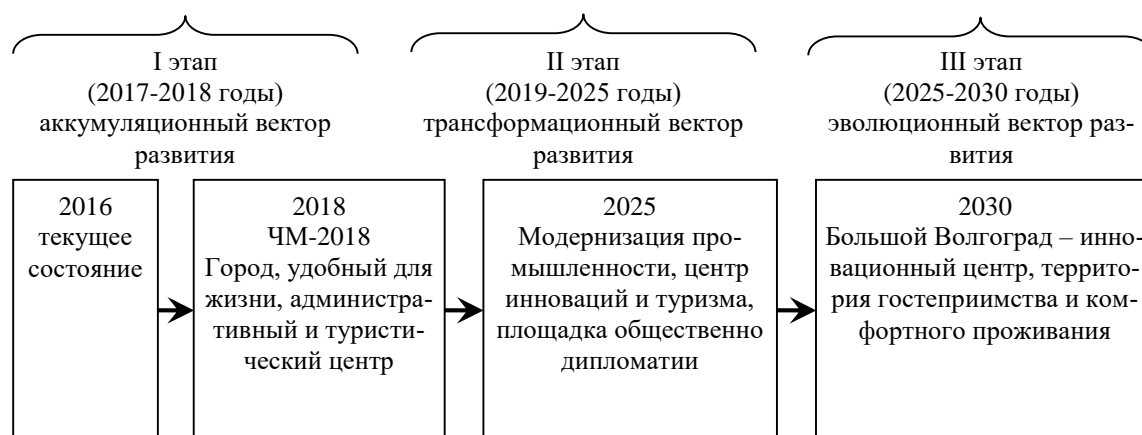 I этап
(2017-2018 годы)
аккумуляционный вектор
развития
II этап
(2019-2025 годы)
трансформационный вектор
развития
III этап
(2025-2030 годы)
эволюционный вектор раз-
вития
2016
текущее
состояние
2018
ЧМ-2018
Город, удобный для
жизни, администра-
тивный и туристи-
ческий центр
2025
Модернизация про-
мышленности, центр
инноваций и туризма,
площадка общественно
дипломатии
2030
Большой Волгоград – инно-
вационный центр, террито-
рия гостеприимства и ком-
фортного проживания